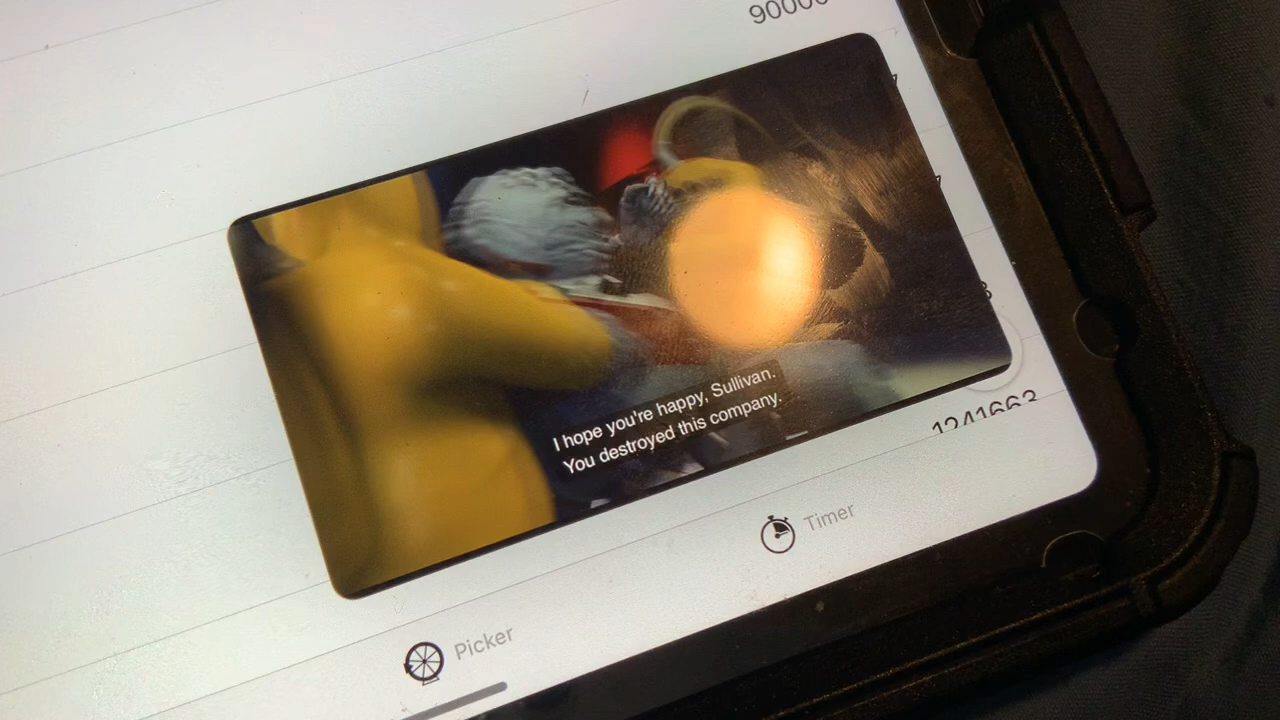 90000
I hope you're happy, Sullivan.
You destroyed this company.
1241663
Timer
Picker